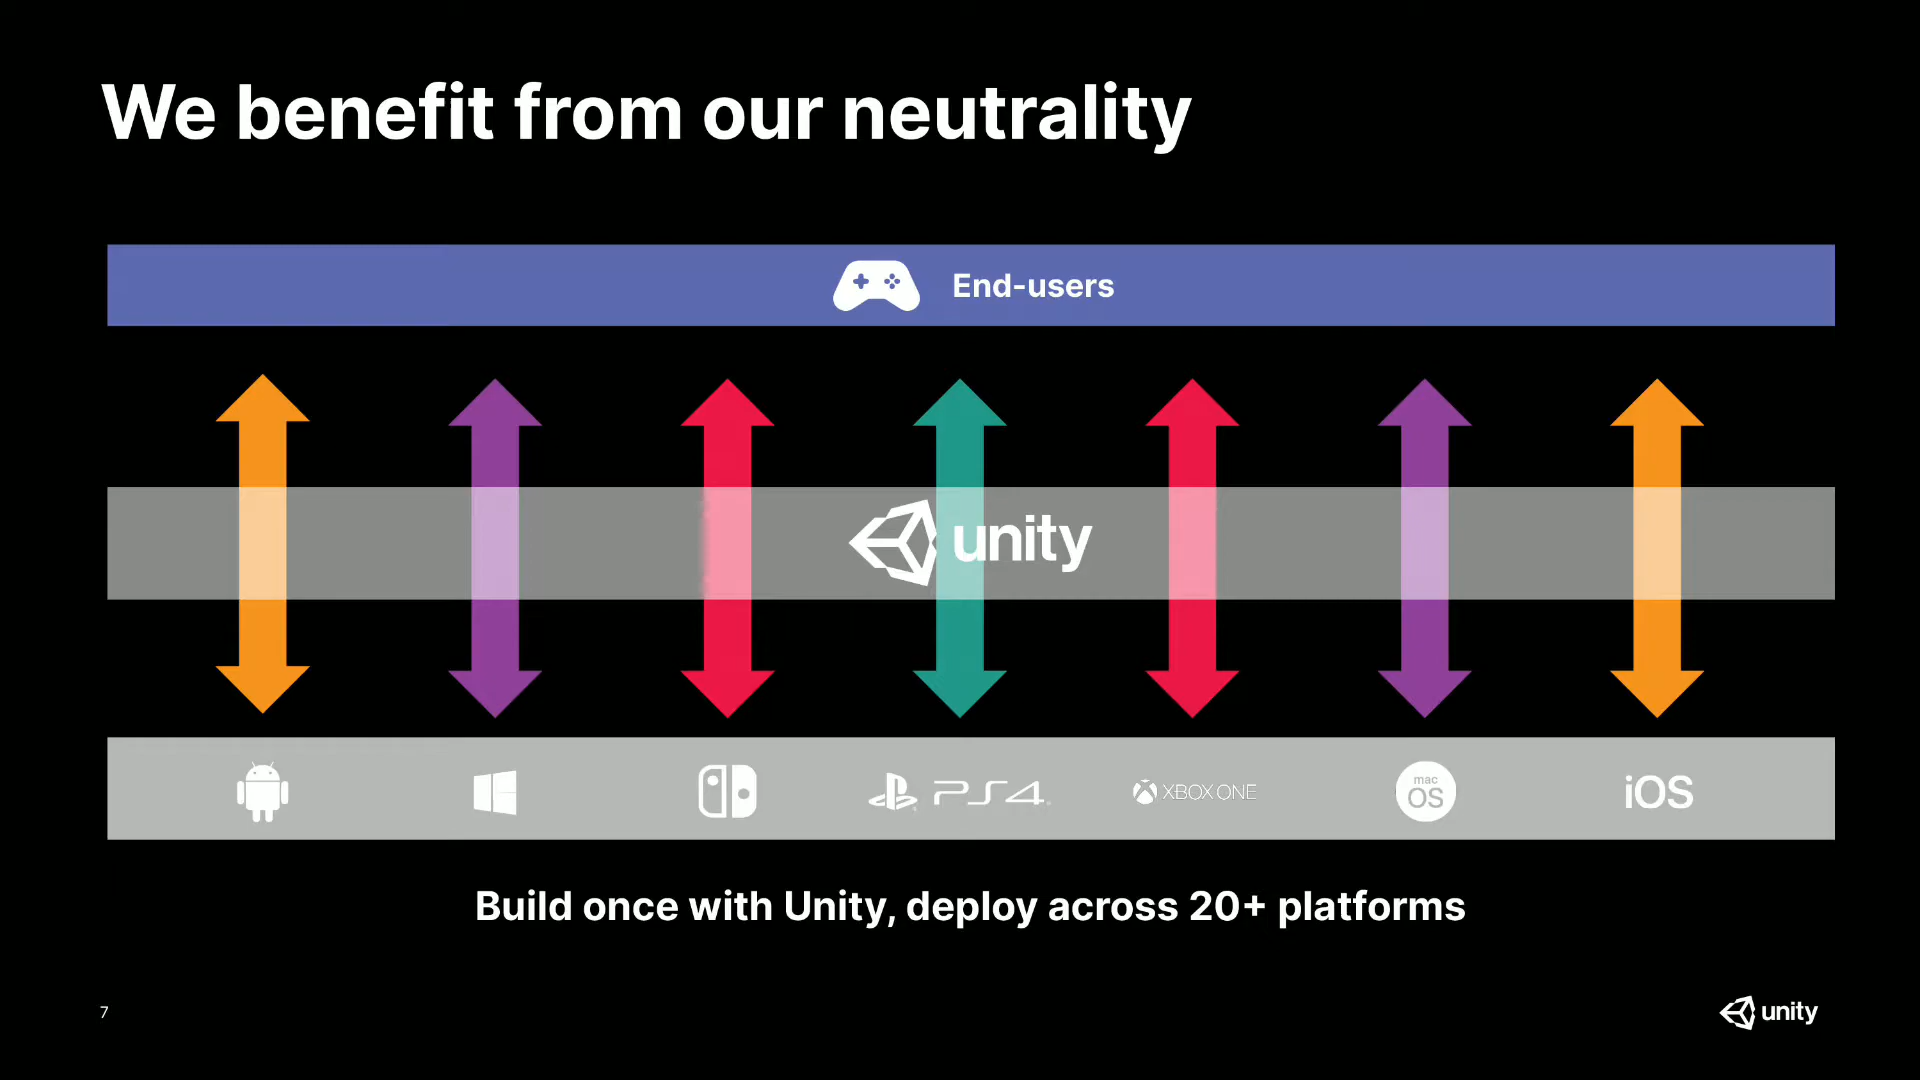 We benefit from our neutrality
End-users
unity
PS4
XBOX ONE
mac
OS
iOS
Build once with Unity, deploy across 20+ platforms
7
unity